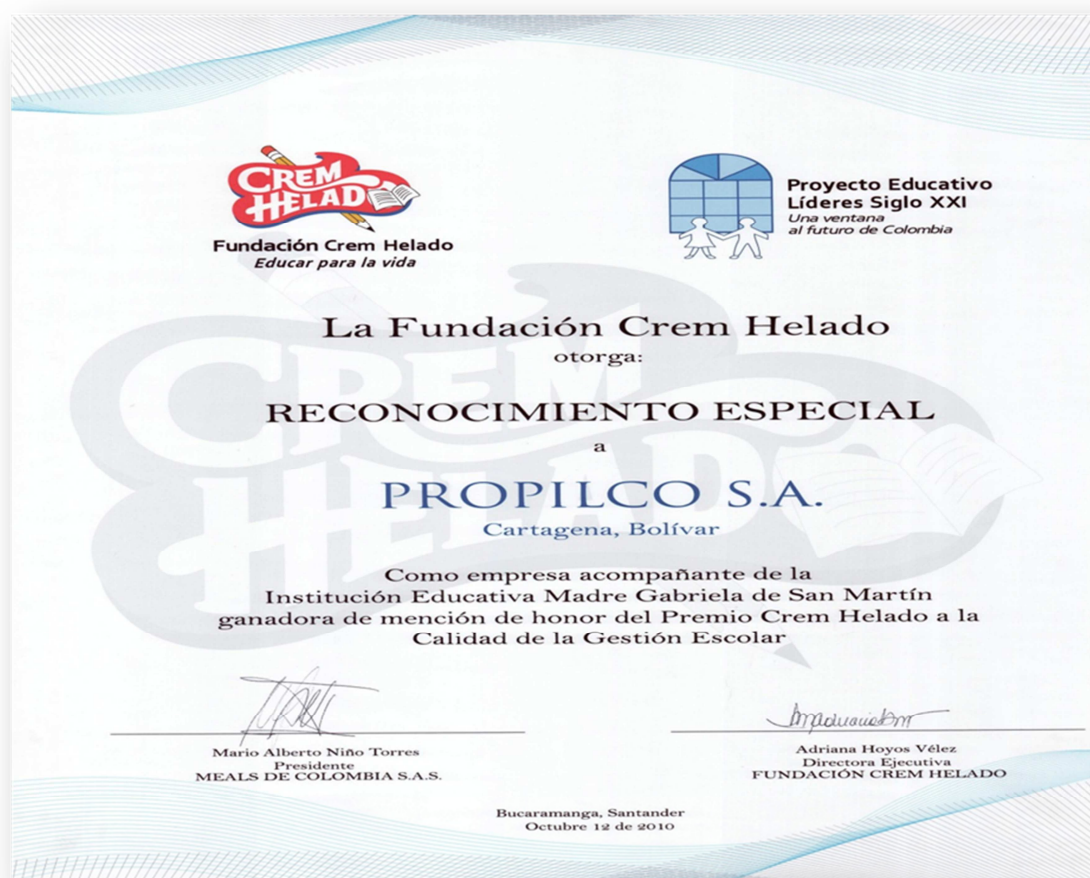 CREM
HELADO
Fundación Crem Helado
Educar para la vida
Proyecto Educativo
Líderes Siglo XXI
Una ventana
al futuro de Colombia
La Fundación Crem Helado
otorga:
RECONOCIMIENTO ESPECIAL
a
PROPILCO S.A.
Cartagena, Bolívar
Como empresa acompañante de la
Institución Educativa Madre Gabriela de San Martín
ganadora de mención de honor del Premio Crem Helado a la
Calidad de la Gestión Escolar
Mario Alberto Niño Torres
Presidente
MEALS DE COLOMBIA S.A.S.
Adriana Hoyos Vélez
Directora Ejecutiva
FUNDACIÓN CREM HELADO
Bucaramanga, Santander
Octubre 12 de 2010
CREM
HELADO